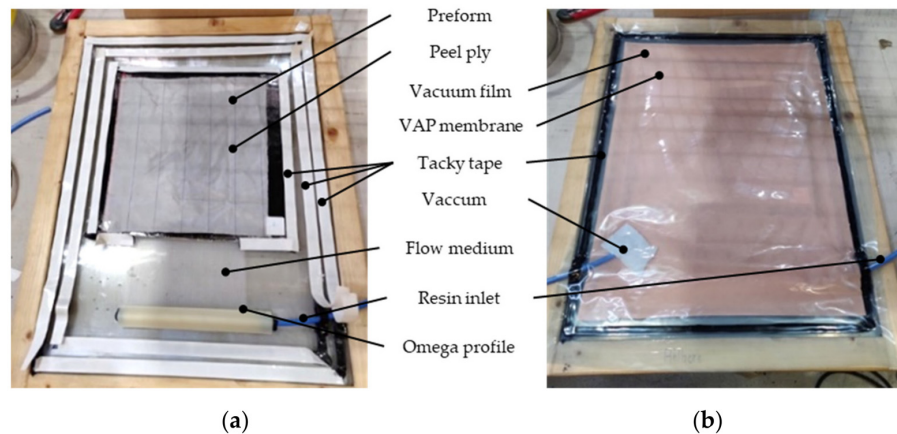 Preform
Peel ply
Vacuum film
VAP membrane
Tacky tape
Vaccum
Flow medium
Resin inlet
Omega profile
(a)
(b)